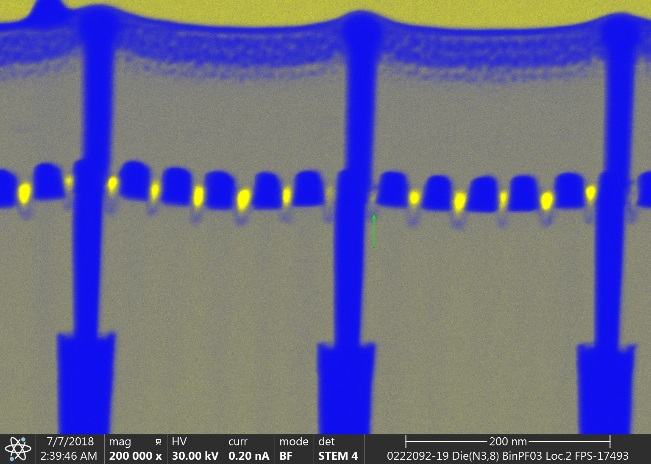 7/7/2018 mag HV curr mode det 200 nm
2:39:46 AM 200 000 x 30.00 kV 0.20 nA BF STEM 4 0222092-19 Die(N3,8) BinPF03 Loc.2 FPS-17493